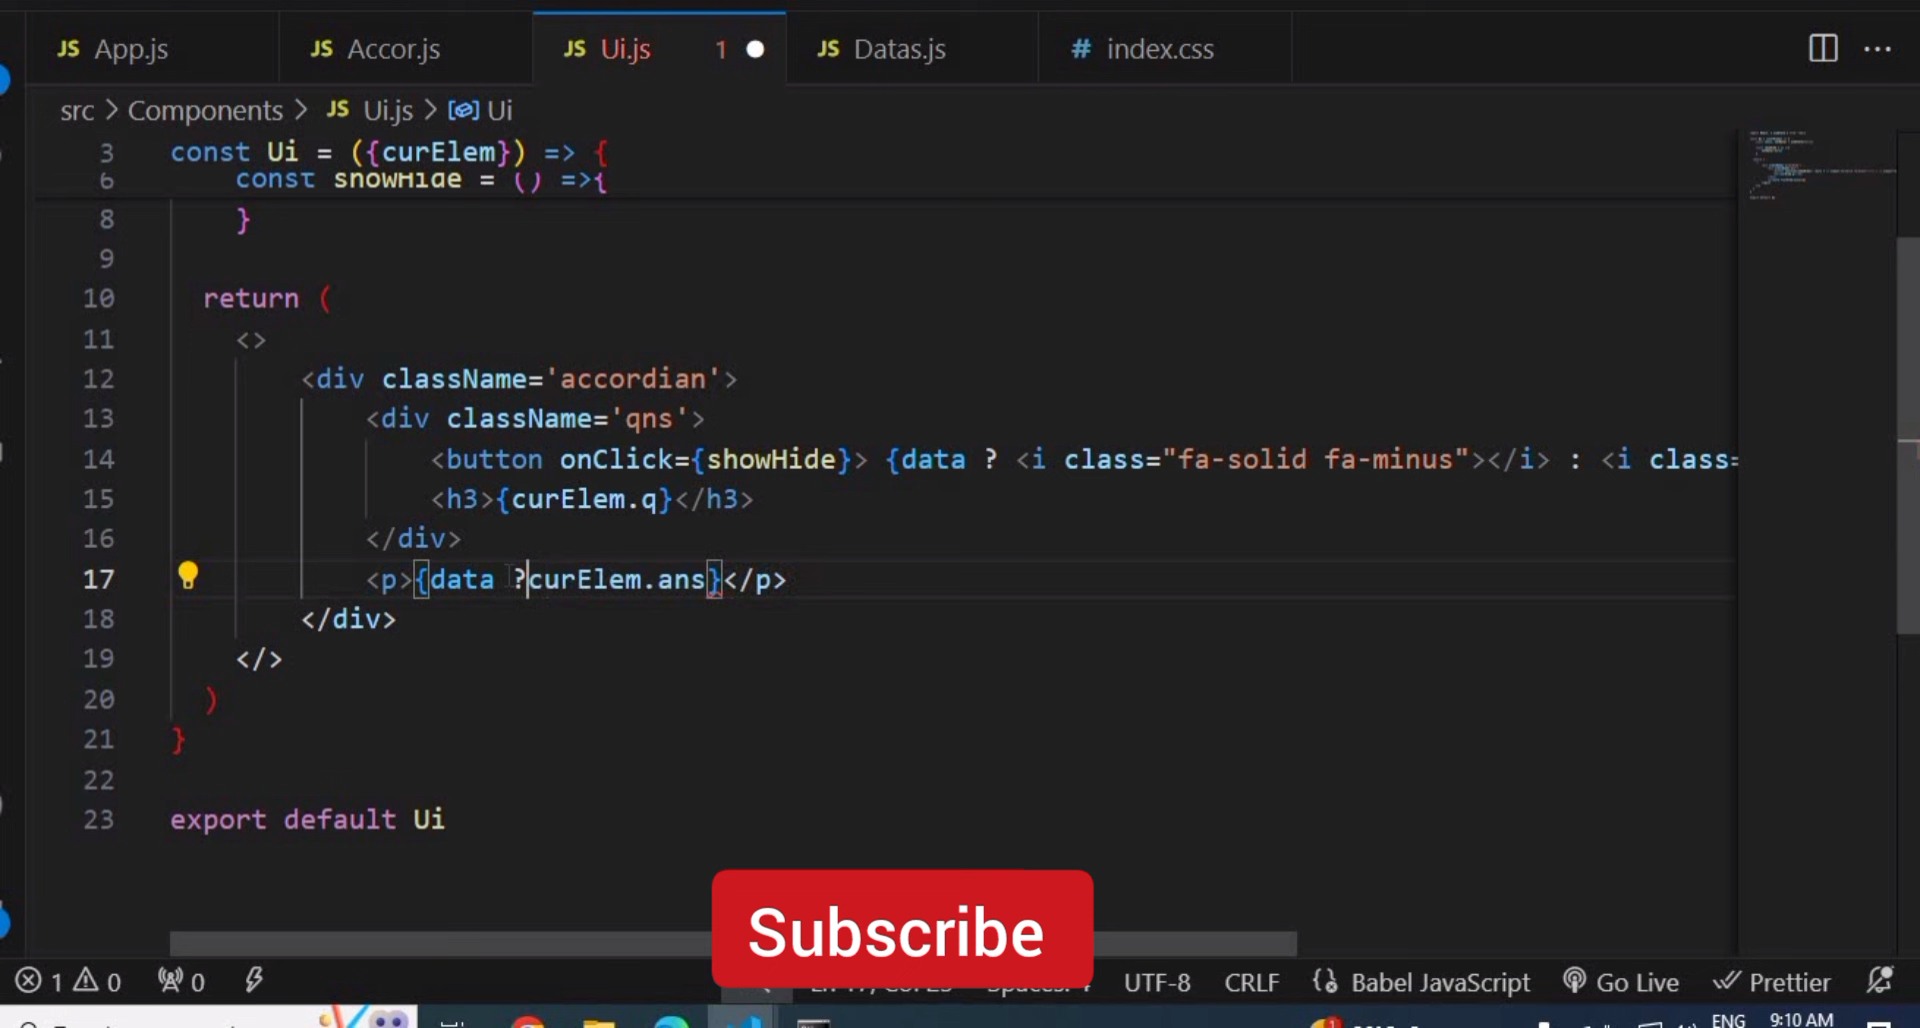 JS App.js JS Accor.js JS Ui.js 1 JS Datas.js # index.css
src > Components > JS Ui.js > Ui
3 const Ui = ({curElem}) => {
6 const showHide = () =>{
8 }
9
10 return (
11 <>
12 <div className='accordian'>
13 <div className='qns'>
14 <button onClick={showHide}> {data ? <i class="fa-solid fa-minus"></i> : <i class=
15 <h3>{curElem.q}</h3>
16 </div>
17 <p>{data ?curElem.ans}</p>
18 </div>
19 </>
20 )
21 }
22
23 export default Ui
Subscribe
1 0 0 UTF-8 CRLF Babel JavaScript Go Live Prettier
ENG 9:10 AM